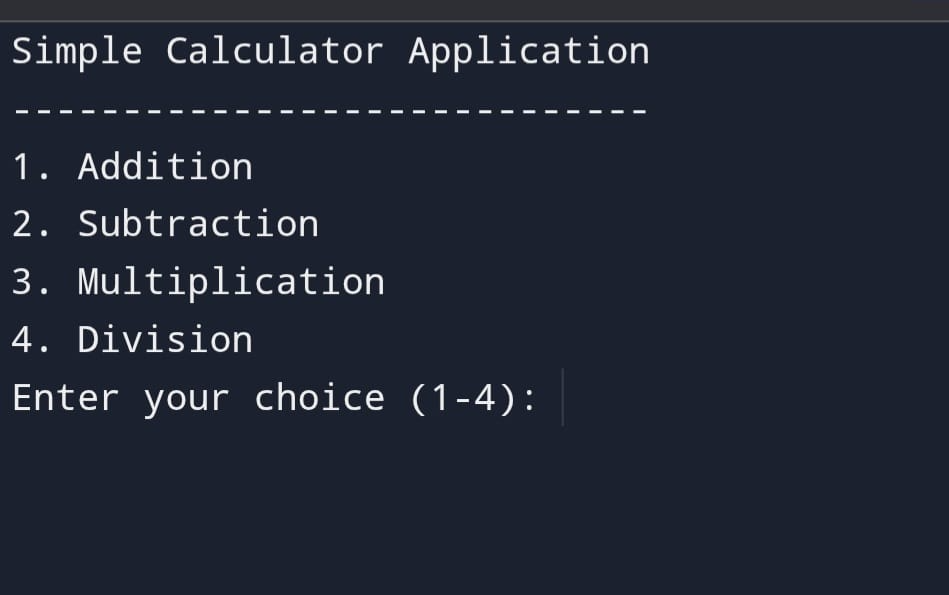 Simple Calculator Application
-----------------------------
1. Addition
2. Subtraction
3. Multiplication
4. Division
Enter your choice (1-4):